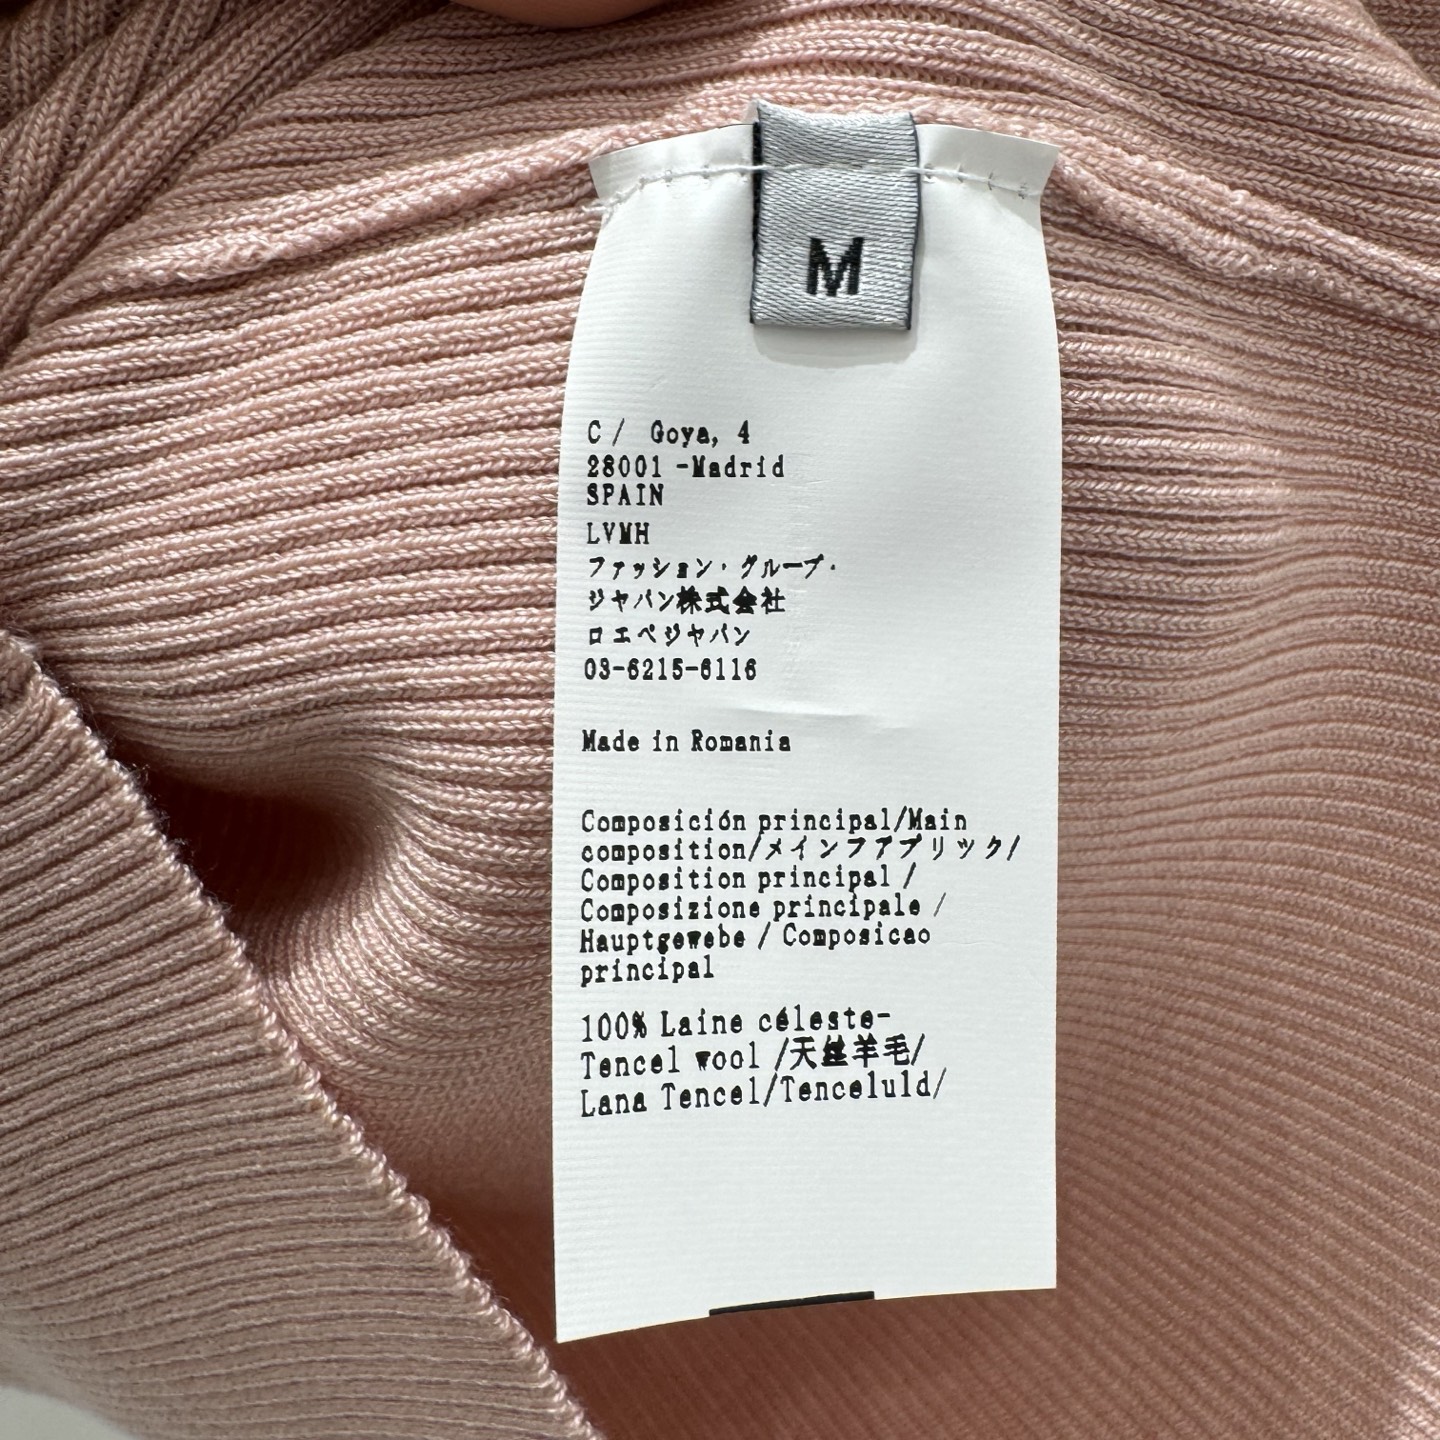 M
C/ Goya, 4
28001 -Madrid
SPAIN
LVMH
ファッション・グループ・
ジャパン株式会社
ロエベジャパン
03-6215-6116
Made in Romania
Composición principal/Main
composition/メインファブリック/
Composition principal /
Composizione principale /
Hauptgewebe / Composicao
principal
100% Laine céleste-
Tencel wool /天丝羊毛/
Lana Tencel/Tenceluld/